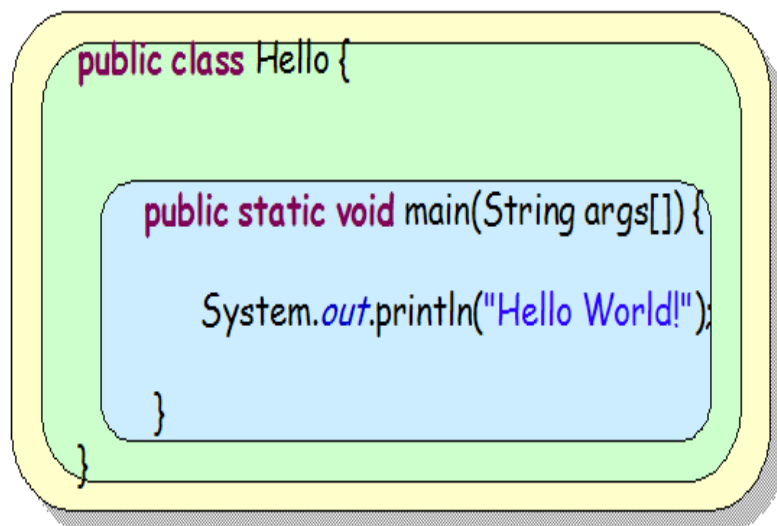 public class Hello {
public static void main(String args[]) {
System.out.println("Hello World!");
}
}